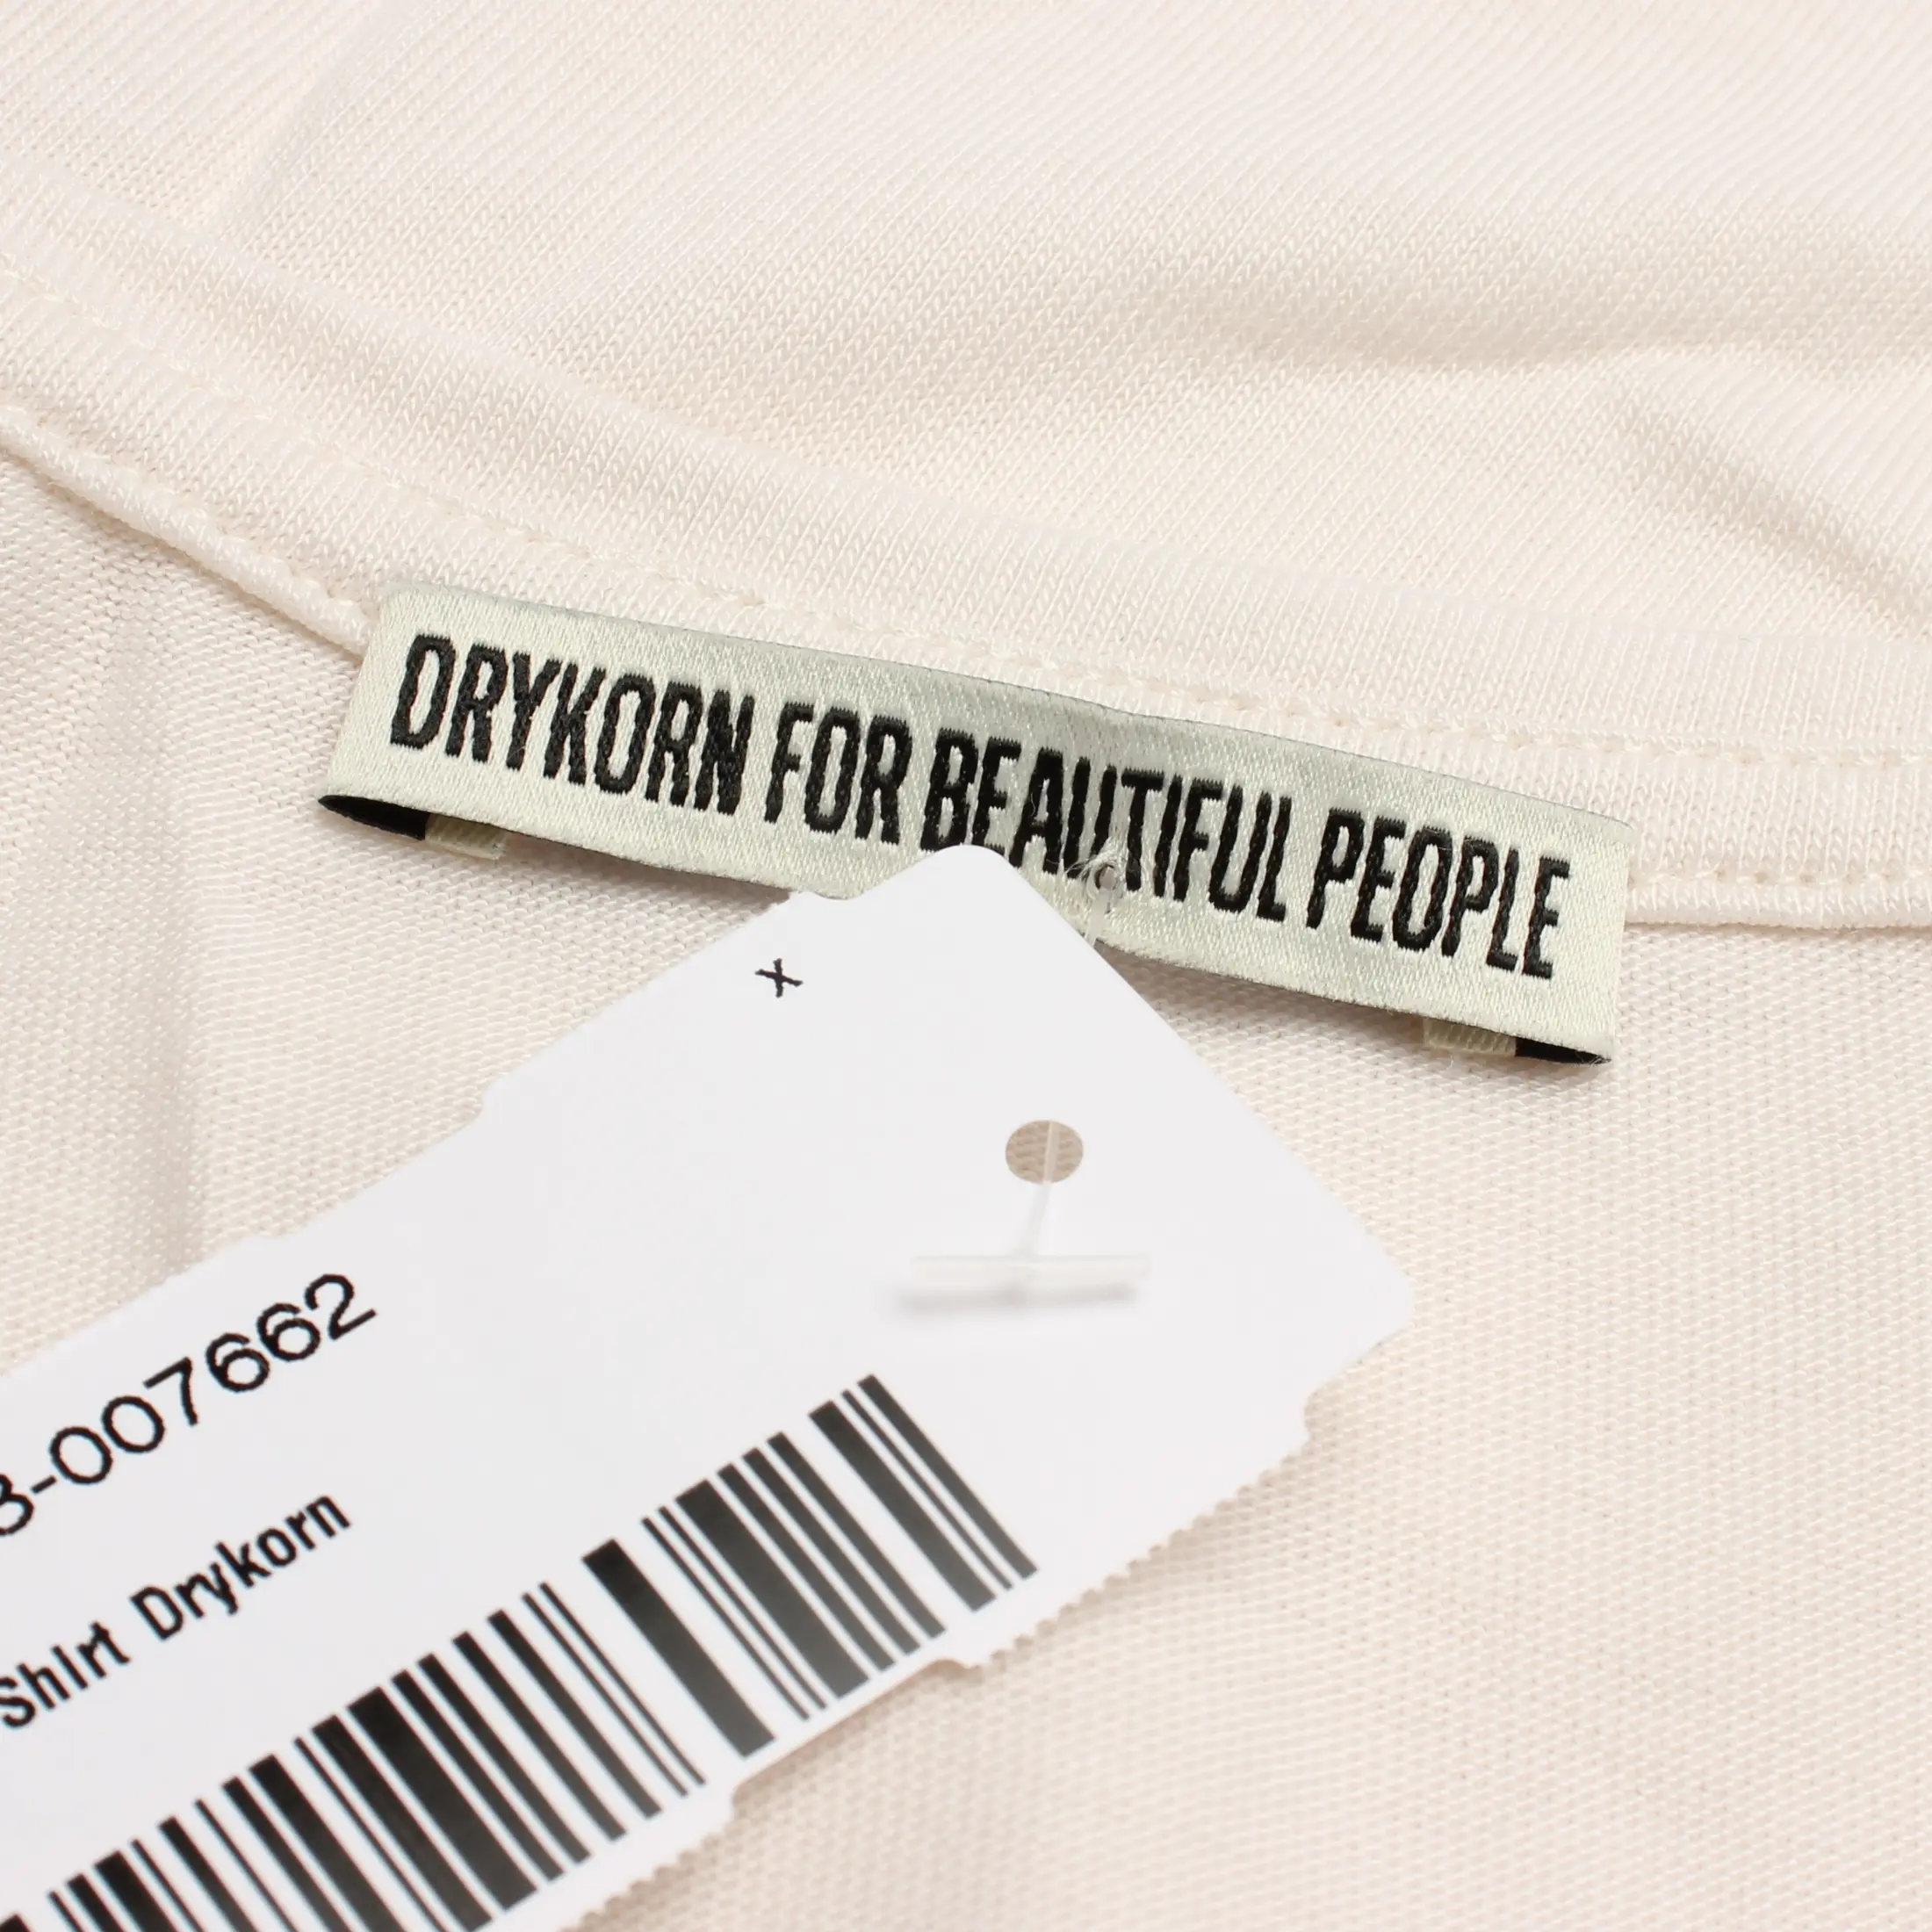 DRYKORN FOR BEAUTIFUL PEOPLE
x
3-007662
Shirt Drykorn